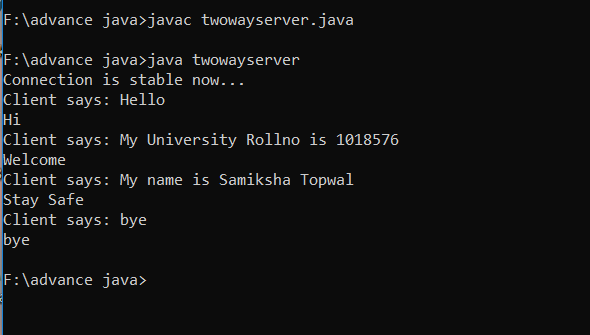 F:\advance java>javac twowayserver.java
F:\advance java>java twowayserver
Connection is stable now...
Client says: Hello
Hi
Client says: My University Rollno is 1018576
Welcome
Client says: My name is Samiksha Topwal
Stay Safe
Client says: bye
bye
F:\advance java>